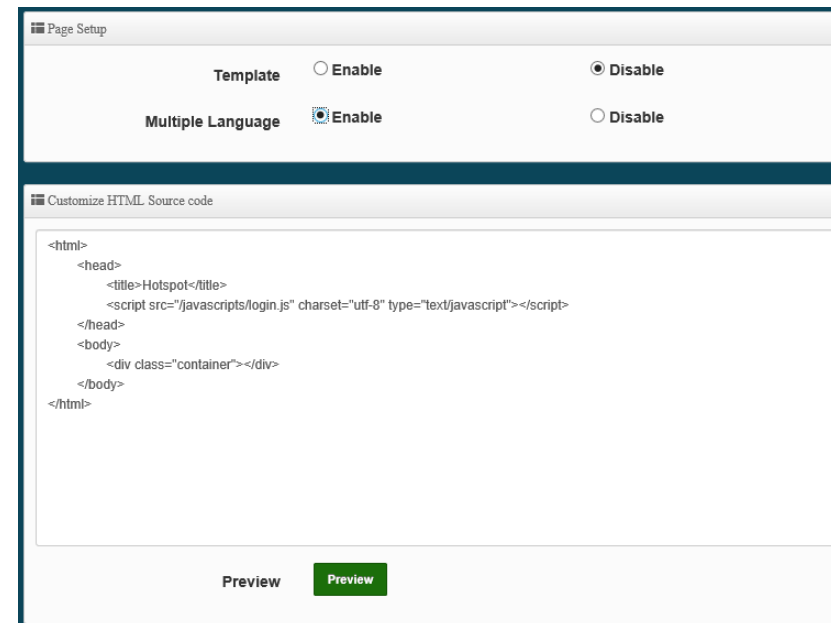 Page Setup
Template Enable Disable
Multiple Language Enable Disable
Customize HTML Source code
<html>
<head>
<title>Hotspot</title>
<script src="/javascripts/login.js" charset="utf-8" type="text/javascript"></script>
</head>
<body>
<div class="container"></div>
</body>
</html>
Preview Preview